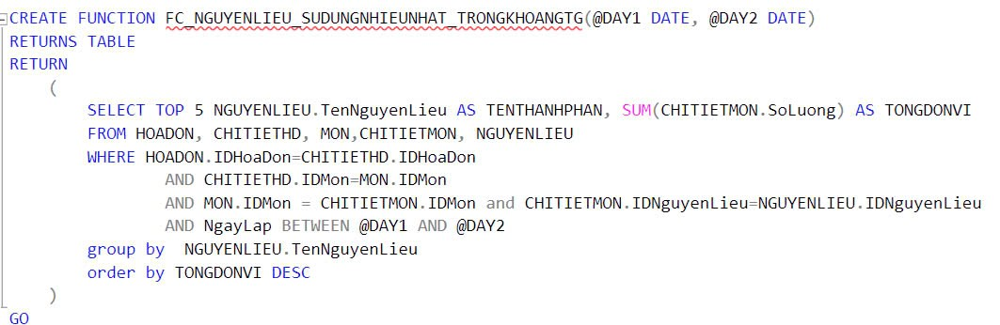 CREATE FUNCTION FC_NGUYENLIEU_SUDUNGNHIEUNHAT_TRONGKHOANGTG(@DAY1 DATE, @DAY2 DATE)
RETURNS TABLE
RETURN
(
SELECT TOP 5 NGUYENLIEU.TenNguyenLieu AS TENTHANHPHAN, SUM(CHITIETMON.SoLuong) AS TONGDONVI
FROM HOADON, CHITIETHD, MON,CHITIETMON, NGUYENLIEU
WHERE HOADON.IDHoaDon=CHITIETHD.IDHoaDon
AND CHITIETHD.IDMon=MON.IDMon
AND MON.IDMon = CHITIETMON.IDMon and CHITIETMON.IDNguyenLieu=NGUYENLIEU.IDNguyenLieu
AND NgayLap BETWEEN @DAY1 AND @DAY2
group by  NGUYENLIEU.TenNguyenLieu
order by TONGDONVI DESC
)
GO